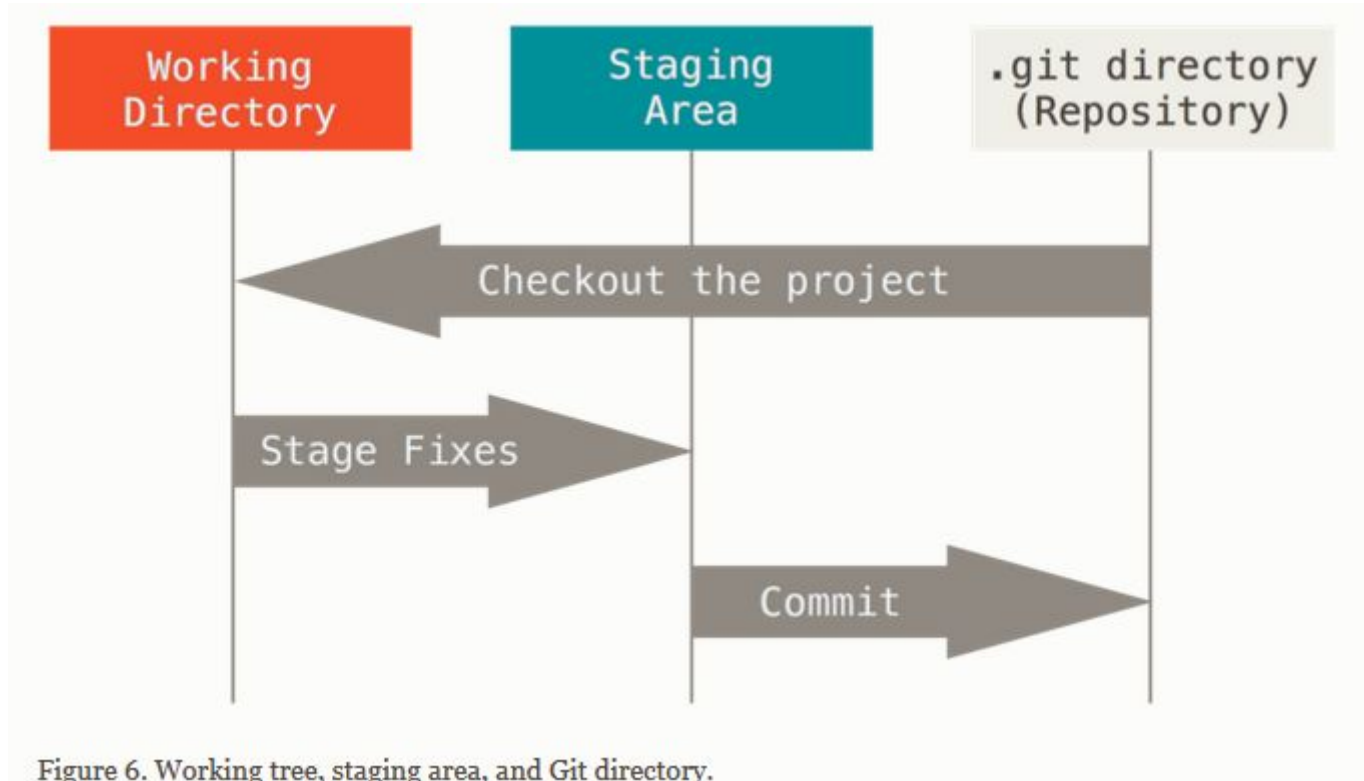 Working
Directory
Staging
Area
.git directory
(Repository)
Checkout the project
Stage Fixes
Commit
Figure 6. Working tree, staging area, and Git directory.